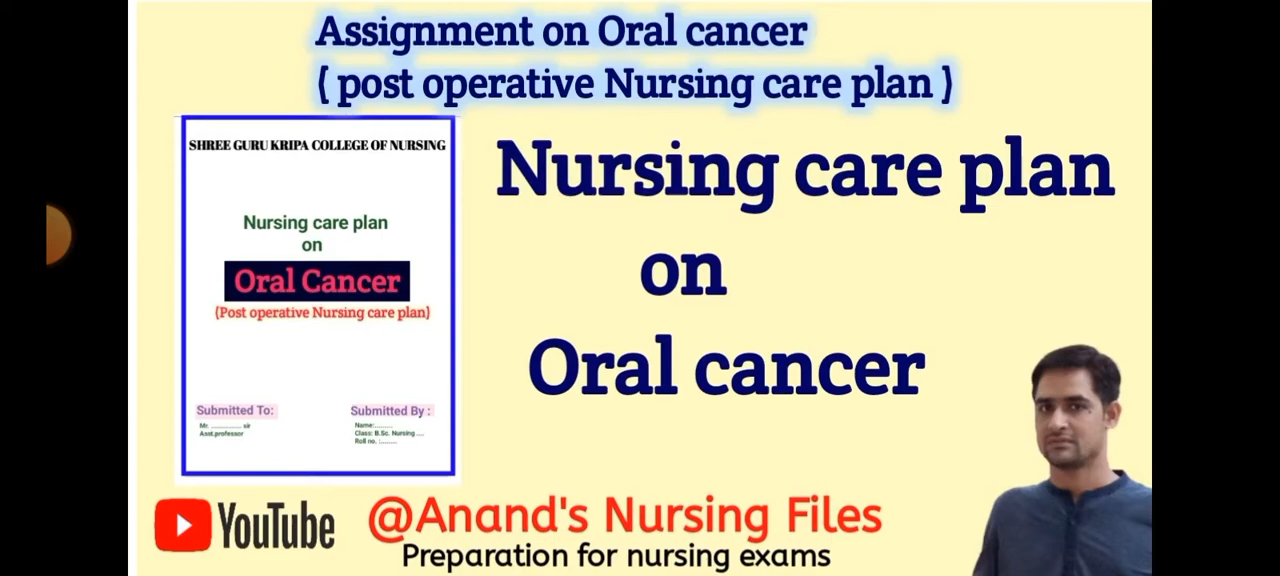 Assignment on Oral cancer
( post operative Nursing care plan )
SHREE GURU KRIPA COLLEGE OF NURSING
Nursing care plan
on
Oral Cancer
(Post operative Nursing care plan)
Submitted To:
Mr. ................ sir
Asst.professor
Submitted By :
Name:.........
Class: B.Sc. Nursing ....
Roll no. :........
Nursing care plan
on
Oral cancer
YouTube
@Anand's Nursing Files
Preparation for nursing exams